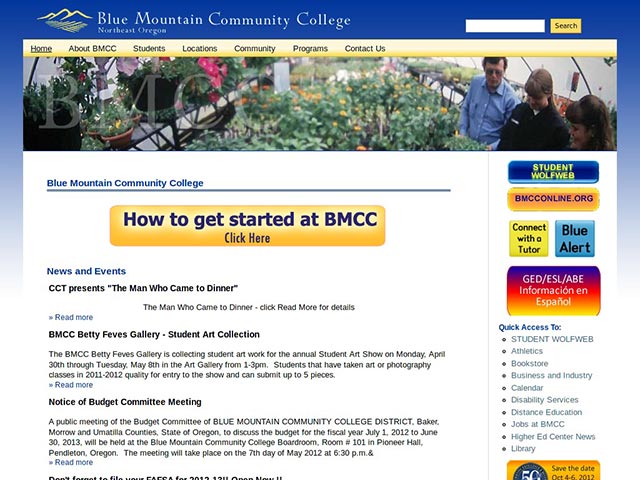 Blue Mountain Community College
Northeast Oregon
Search
Home About BMCC Students Locations Community Programs Contact Us
BMCC
Blue Mountain Community College
How to get started at BMCC
Click Here
News and Events
CCT presents "The Man Who Came to Dinner"
The Man Who Came to Dinner - click Read More for details
» Read more
BMCC Betty Feves Gallery - Student Art Collection
The BMCC Betty Feves Gallery is collecting student art work for the annual Student Art Show on Monday, April
30th through Tuesday, May 8th in the Art Gallery from 1-3pm.  Students that have taken art or photography
classes in 2011-2012 quality for entry to the show and can submit up to 5 pieces.
» Read more
Notice of Budget Committee Meeting
A public meeting of the Budget Committee of BLUE MOUNTAIN COMMUNITY COLLEGE DISTRICT, Baker,
Morrow and Umatilla Counties, State of Oregon, to discuss the budget for the fiscal year July 1, 2012 to June
30, 2013, will be held at the Blue Mountain Community College Boardroom, Room # 101 in Pioneer Hall,
Pendleton, Oregon.  The meeting will take place on the 7th day of May 2012 at 6:30 p.m.&
» Read more
Don't forget to file your FAFSA for 2012-13!! Open Now !!
STUDENT
WOLFWEB
BMCCONLINE.ORG
Connect
with a
Tutor
Blue
Alert
GED/ESL/ABE
Información en
Español
Quick Access To:
STUDENT WOLFWEB
Athletics
Bookstore
Business and Industry
Calendar
Disability Services
Distance Education
Jobs at BMCC
Higher Ed Center News
Library
Save the date
Oct 4-6, 2012